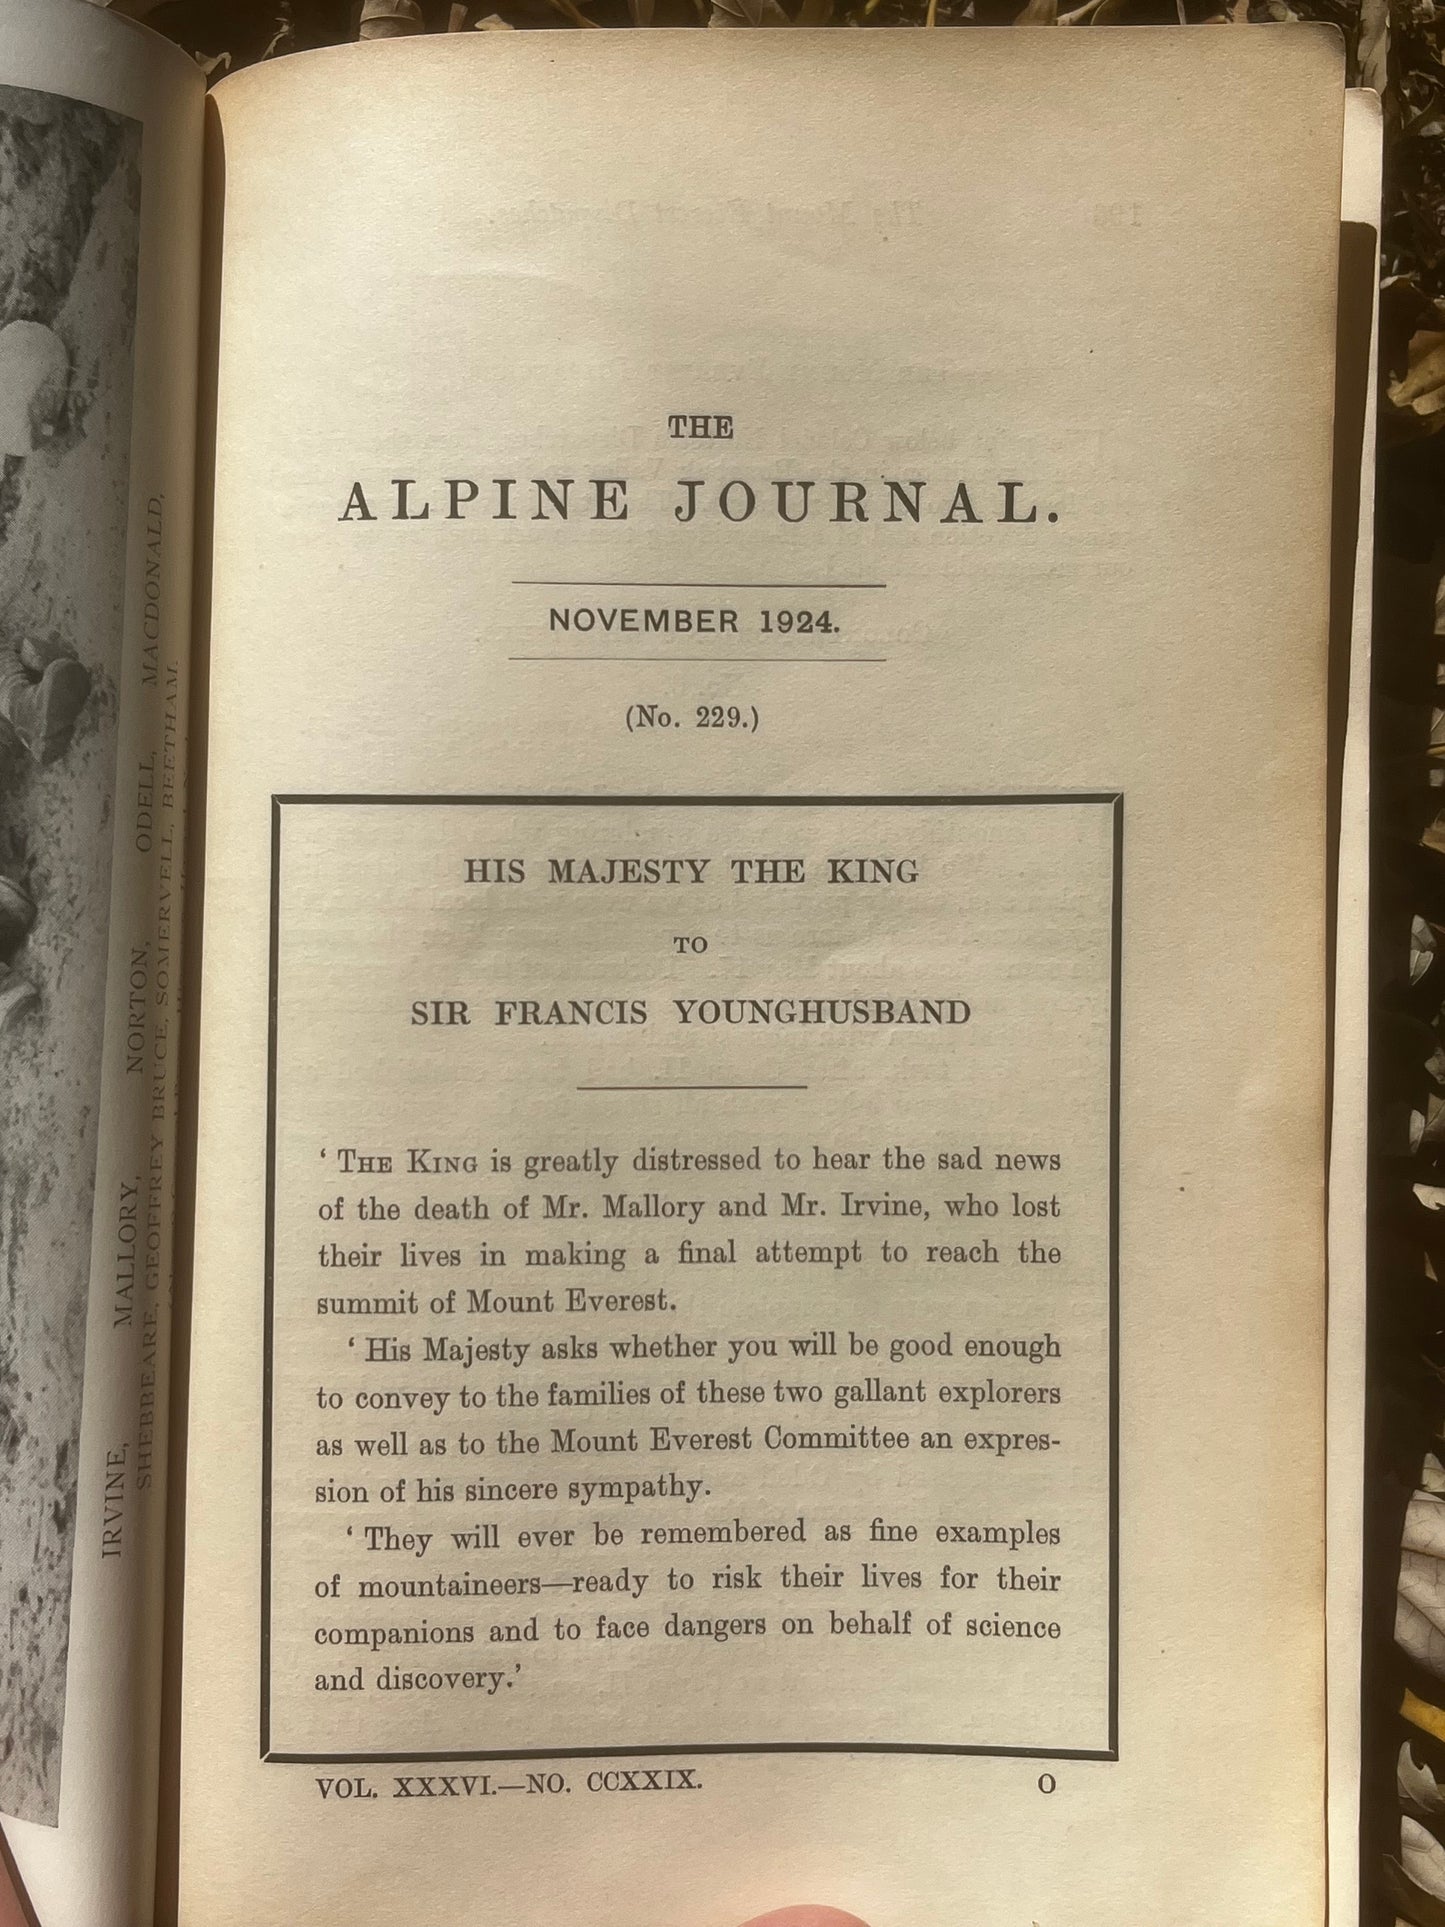 IRVINE, MALLORY, NORTON, ODELL, MACDONALD,
SHEBBEARE, GEOFFREY BRUCE, SOMERVELL, BEETHAM.
THE
ALPINE JOURNAL.
NOVEMBER 1924.
(No. 229.)
HIS MAJESTY THE KING
TO
SIR FRANCIS YOUNGHUSBAND
‘ THE KING is greatly distressed to hear the sad news
of the death of Mr. Mallory and Mr. Irvine, who lost
their lives in making a final attempt to reach the
summit of Mount Everest.
‘ His Majesty asks whether you will be good enough
to convey to the families of these two gallant explorers
as well as to the Mount Everest Committee an expres-
sion of his sincere sympathy.
‘ They will ever be remembered as fine examples
of mountaineers—ready to risk their lives for their
companions and to face dangers on behalf of science
and discovery.’
VOL. XXXVI.—NO. CCXXIX. O